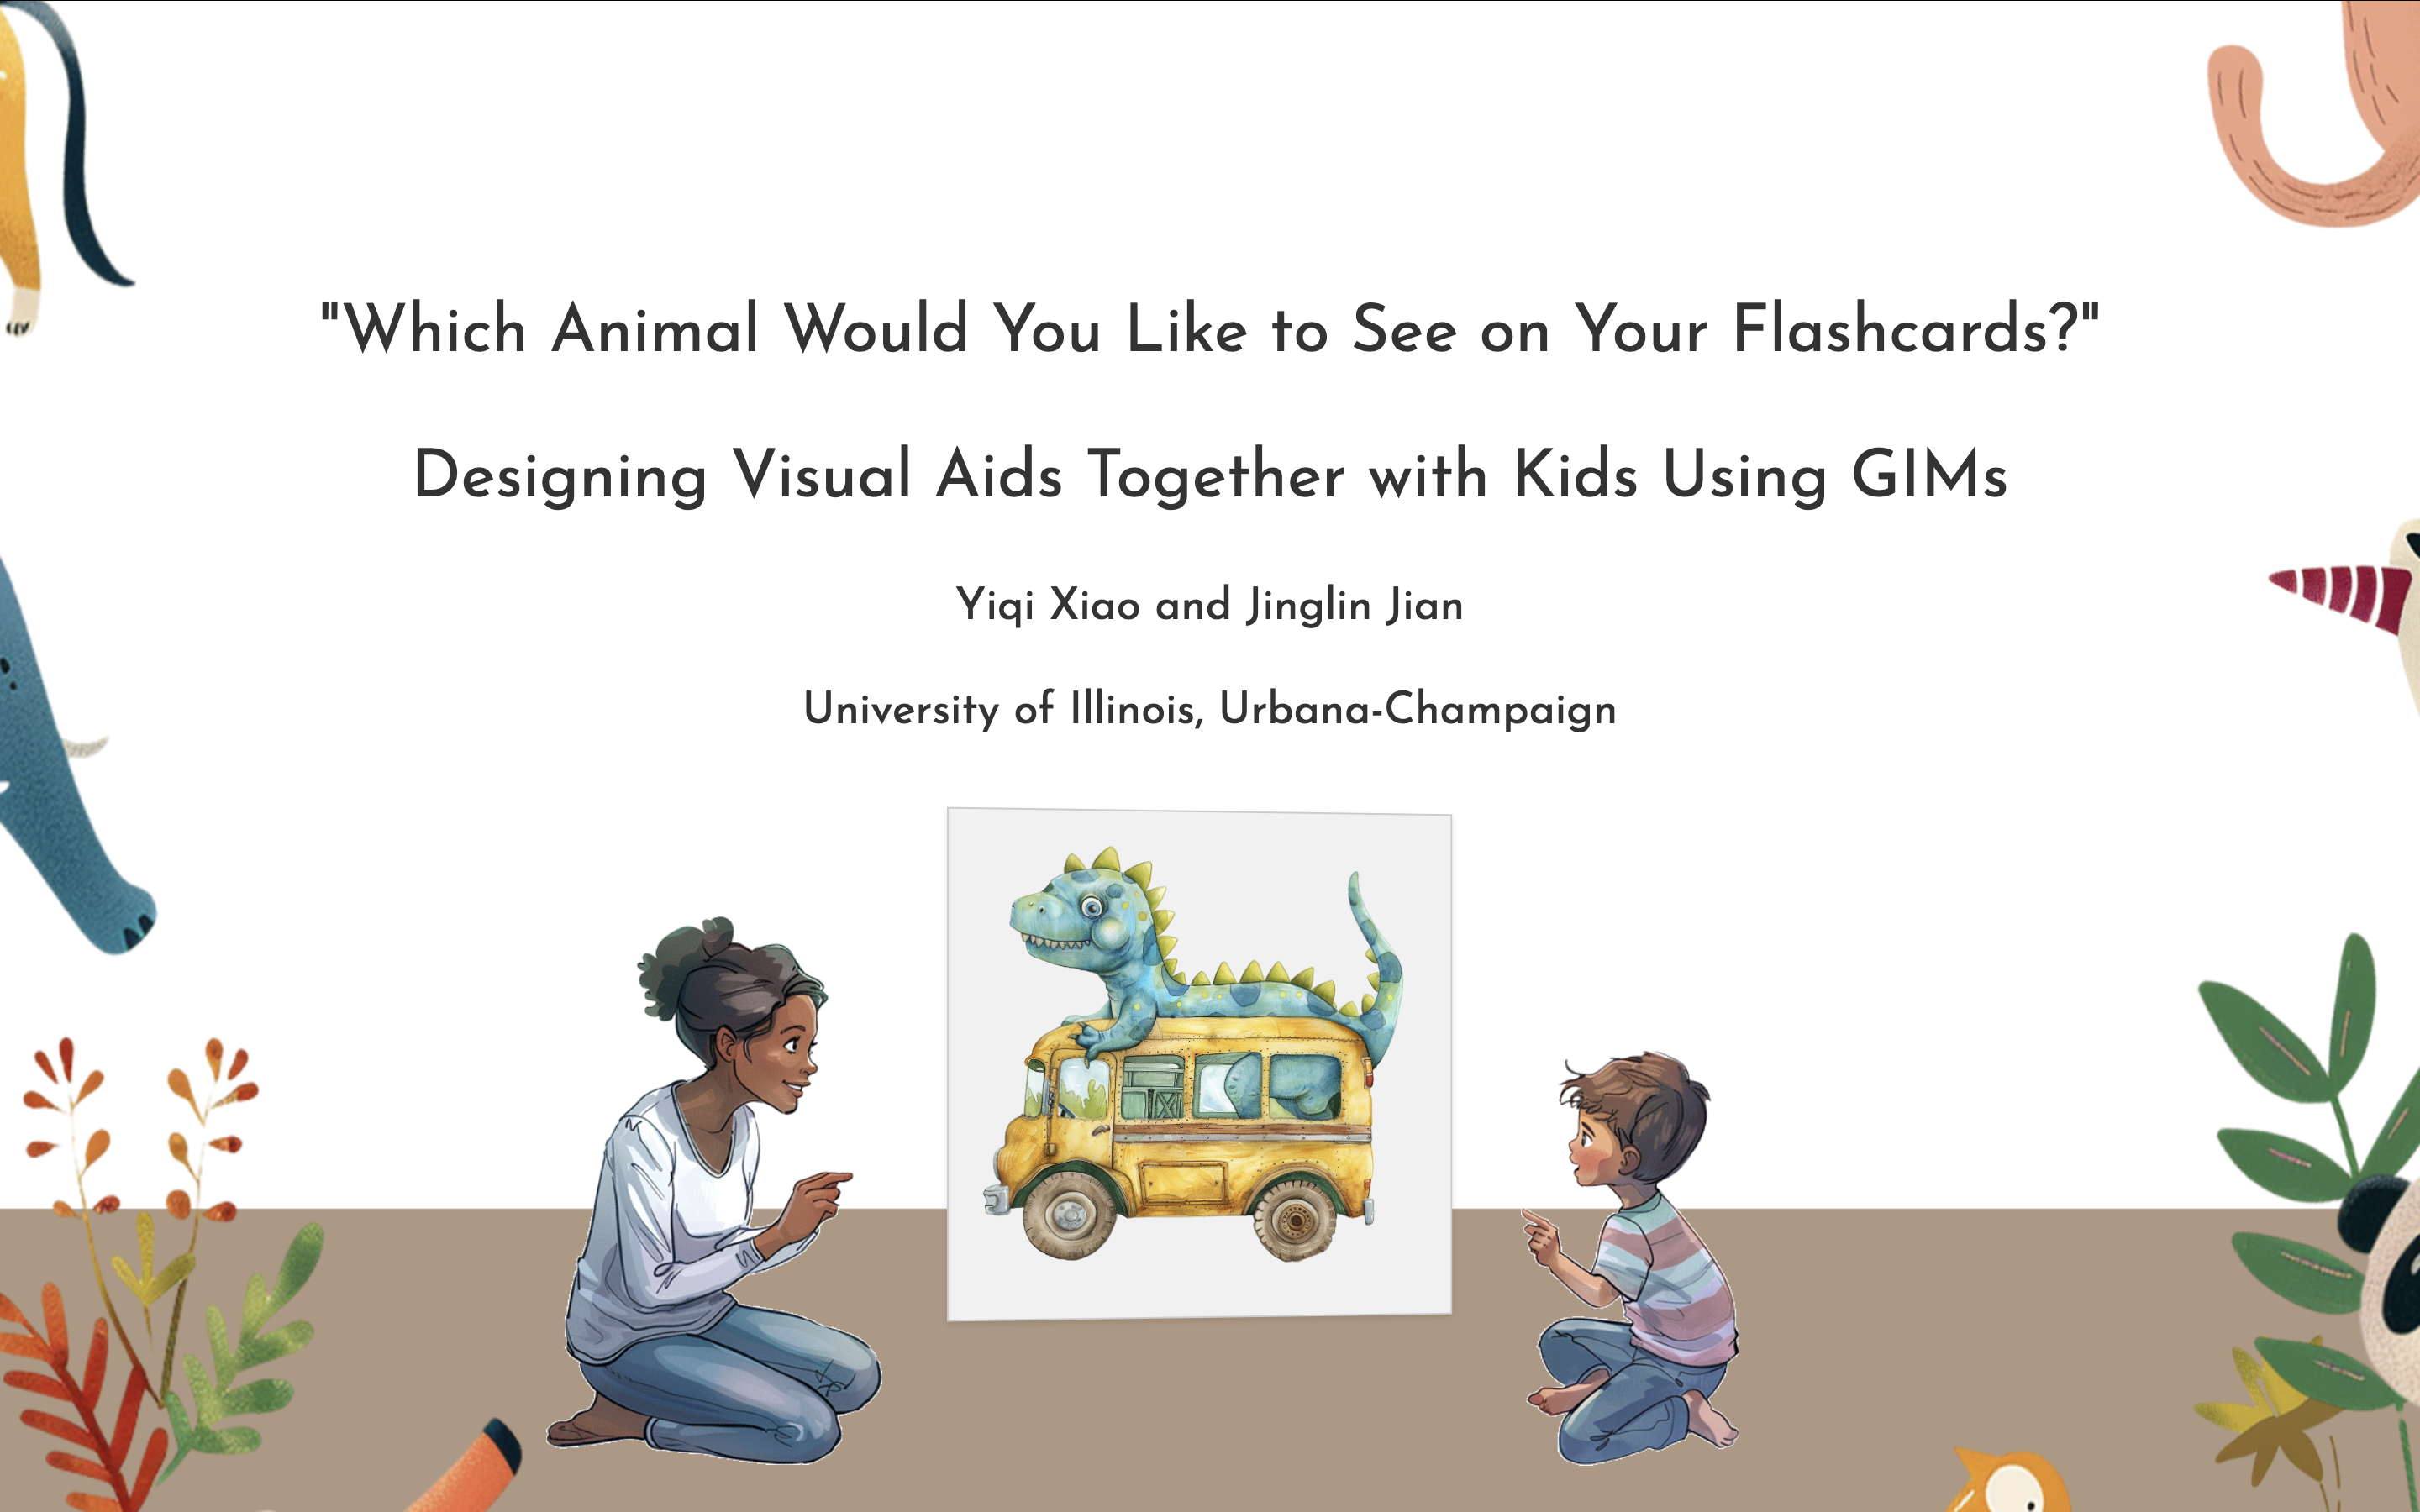 "Which Animal Would You Like to See on Your Flashcards?"
Designing Visual Aids Together with Kids Using GIMs
Yiqi Xiao and Jinglin Jian
University of Illinois, Urbana-Champaign